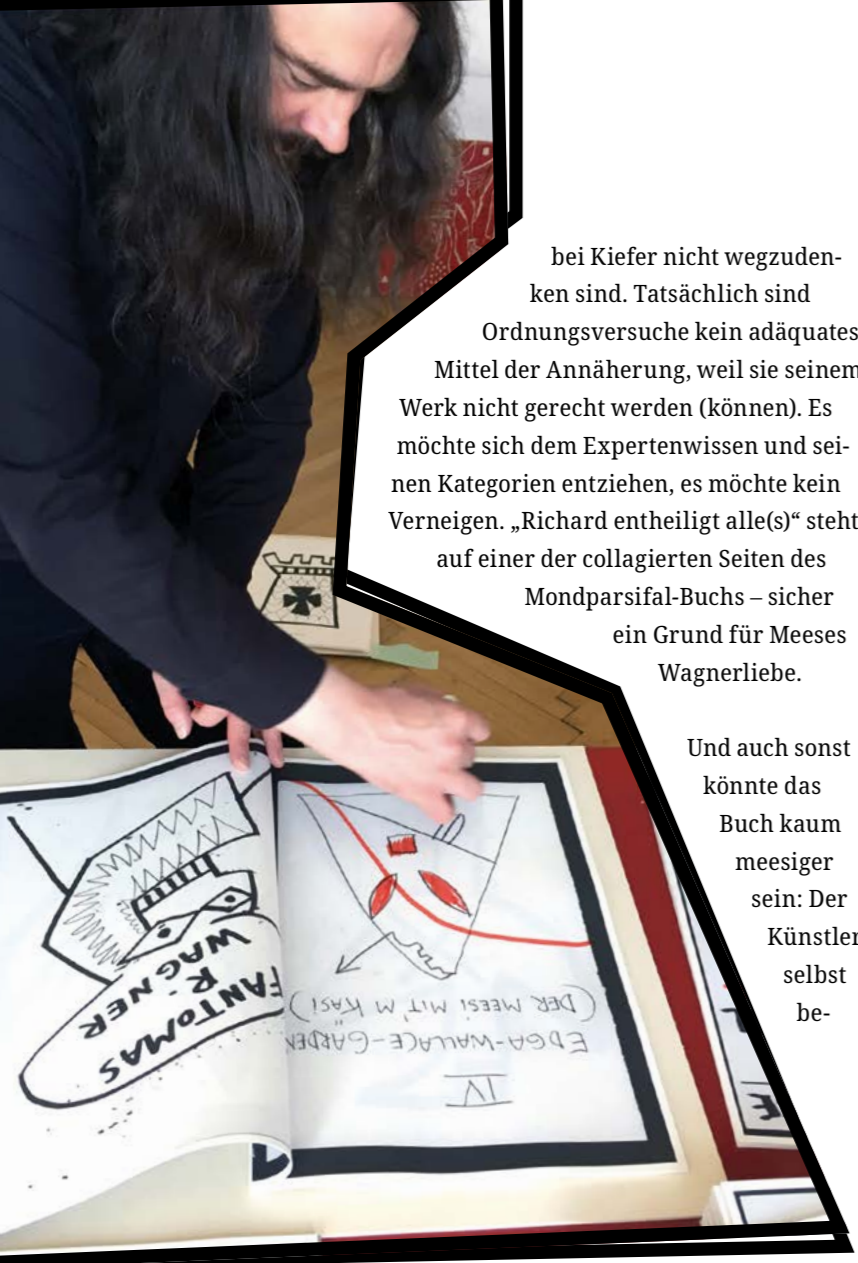 bei Kiefer nicht wegzuden-
ken sind. Tatsächlich sind
Ordnungsversuche kein adäquates
Mittel der Annäherung, weil sie seinem
Werk nicht gerecht werden (können). Es
möchte sich dem Expertenwissen und sei-
nen Kategorien entziehen, es möchte kein
Verneigen. „Richard entheiligt alle(s)“ steht
auf einer der collagierten Seiten des
Mondparsifal-Buchs – sicher
ein Grund für Meeses
Wagnerliebe.
Und auch sonst
könnte das
Buch kaum
meesiger
sein: Der
Künstler
selbst
be-
FANTOMAS
R.
WAGNER
IV
EDGA-WALLACE-GÄRDEN
(DER MEESI MIT'M KASI)